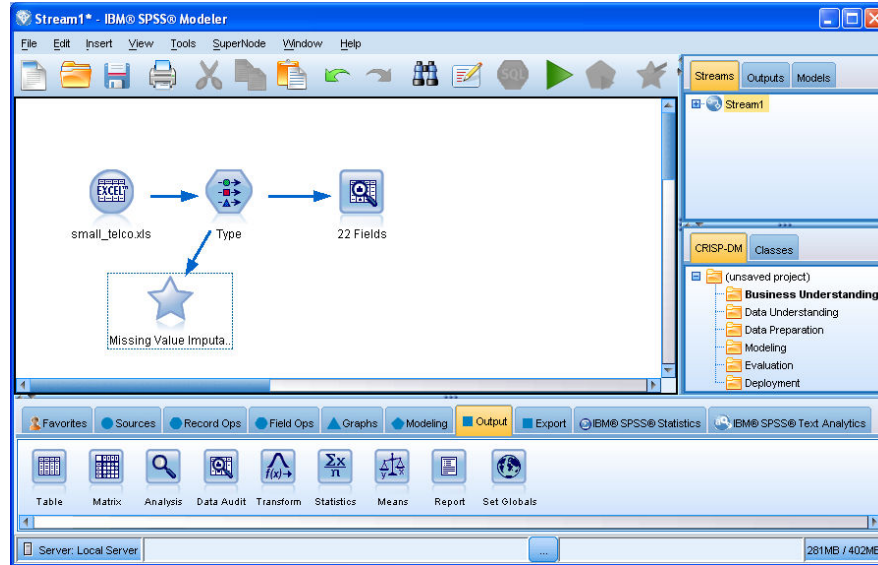 Stream1* - IBM® SPSS® Modeler
File Edit Insert View Tools SuperNode Window Help
SQL
Streams Outputs Models
Stream1
EXCEL™
small_telco.xls
Type
22 Fields
Missing Value Imputa..
CRISP-DM Classes
(unsaved project)
Business Understanding
Data Understanding
Data Preparation
Modeling
Evaluation
Deployment
Favorites Sources Record Ops Field Ops Graphs Modeling Output Export IBM® SPSS® Statistics IBM® SPSS® Text Analytics
f(x)→ Σx n y x
Table Matrix Analysis Data Audit Transform Statistics Means Report Set Globals
Server: Local Server ... 281MB / 402MB